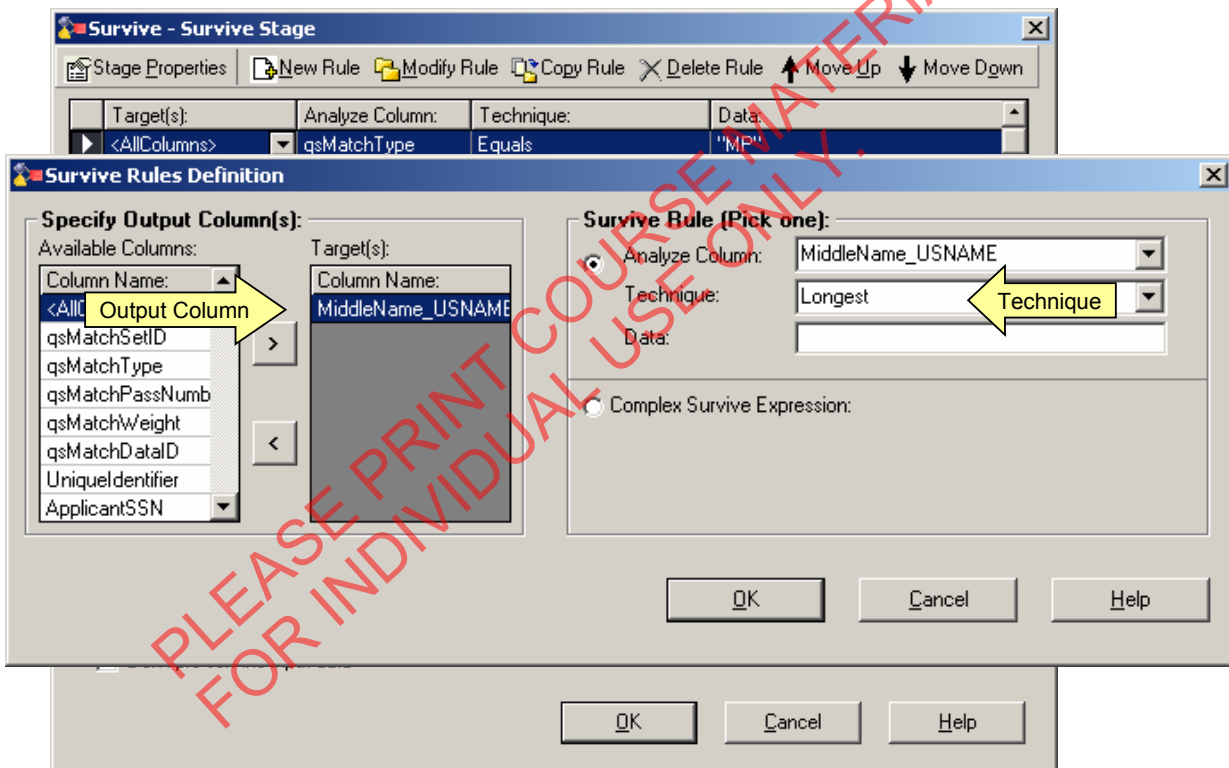 Survive - Survive Stage
Stage Properties New Rule Modify Rule Copy Rule Delete Rule Move Up Move Down
Target(s): Analyze Column: Technique: Data:
<AllColumns> qsMatchType Equals "MP"
Survive Rules Definition
Specify Output Column(s):
Available Columns: Target(s):
Column Name: Column Name:
<AllC
Output Column
MiddleName_USNAME
qsMatchSetID
>
qsMatchType
qsMatchPassNumb
qsMatchWeight
<
qsMatchDataID
UniqueIdentifier
ApplicantSSN
Survive Rule (Pick one):
Analyze Column: MiddleName_USNAME
Technique: Longest
Technique
Data:
Complex Survive Expression:
OK Cancel Help
OK Cancel Help
PLEASE PRINT COURSE MATERI
FOR INDIVIDUAL USE ONLY.